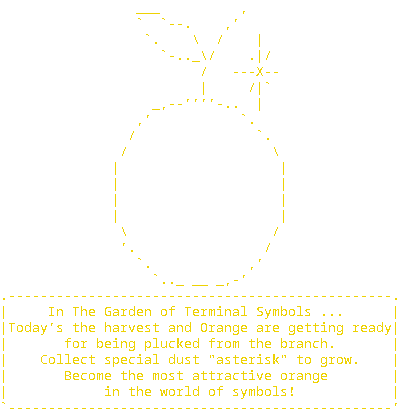 In The Garden of Terminal Symbols ...
Today's the harvest and Orange are getting ready
for being plucked from the branch.
Collect special dust "asterisk" to grow.
Become the most attractive orange
in the world of symbols!